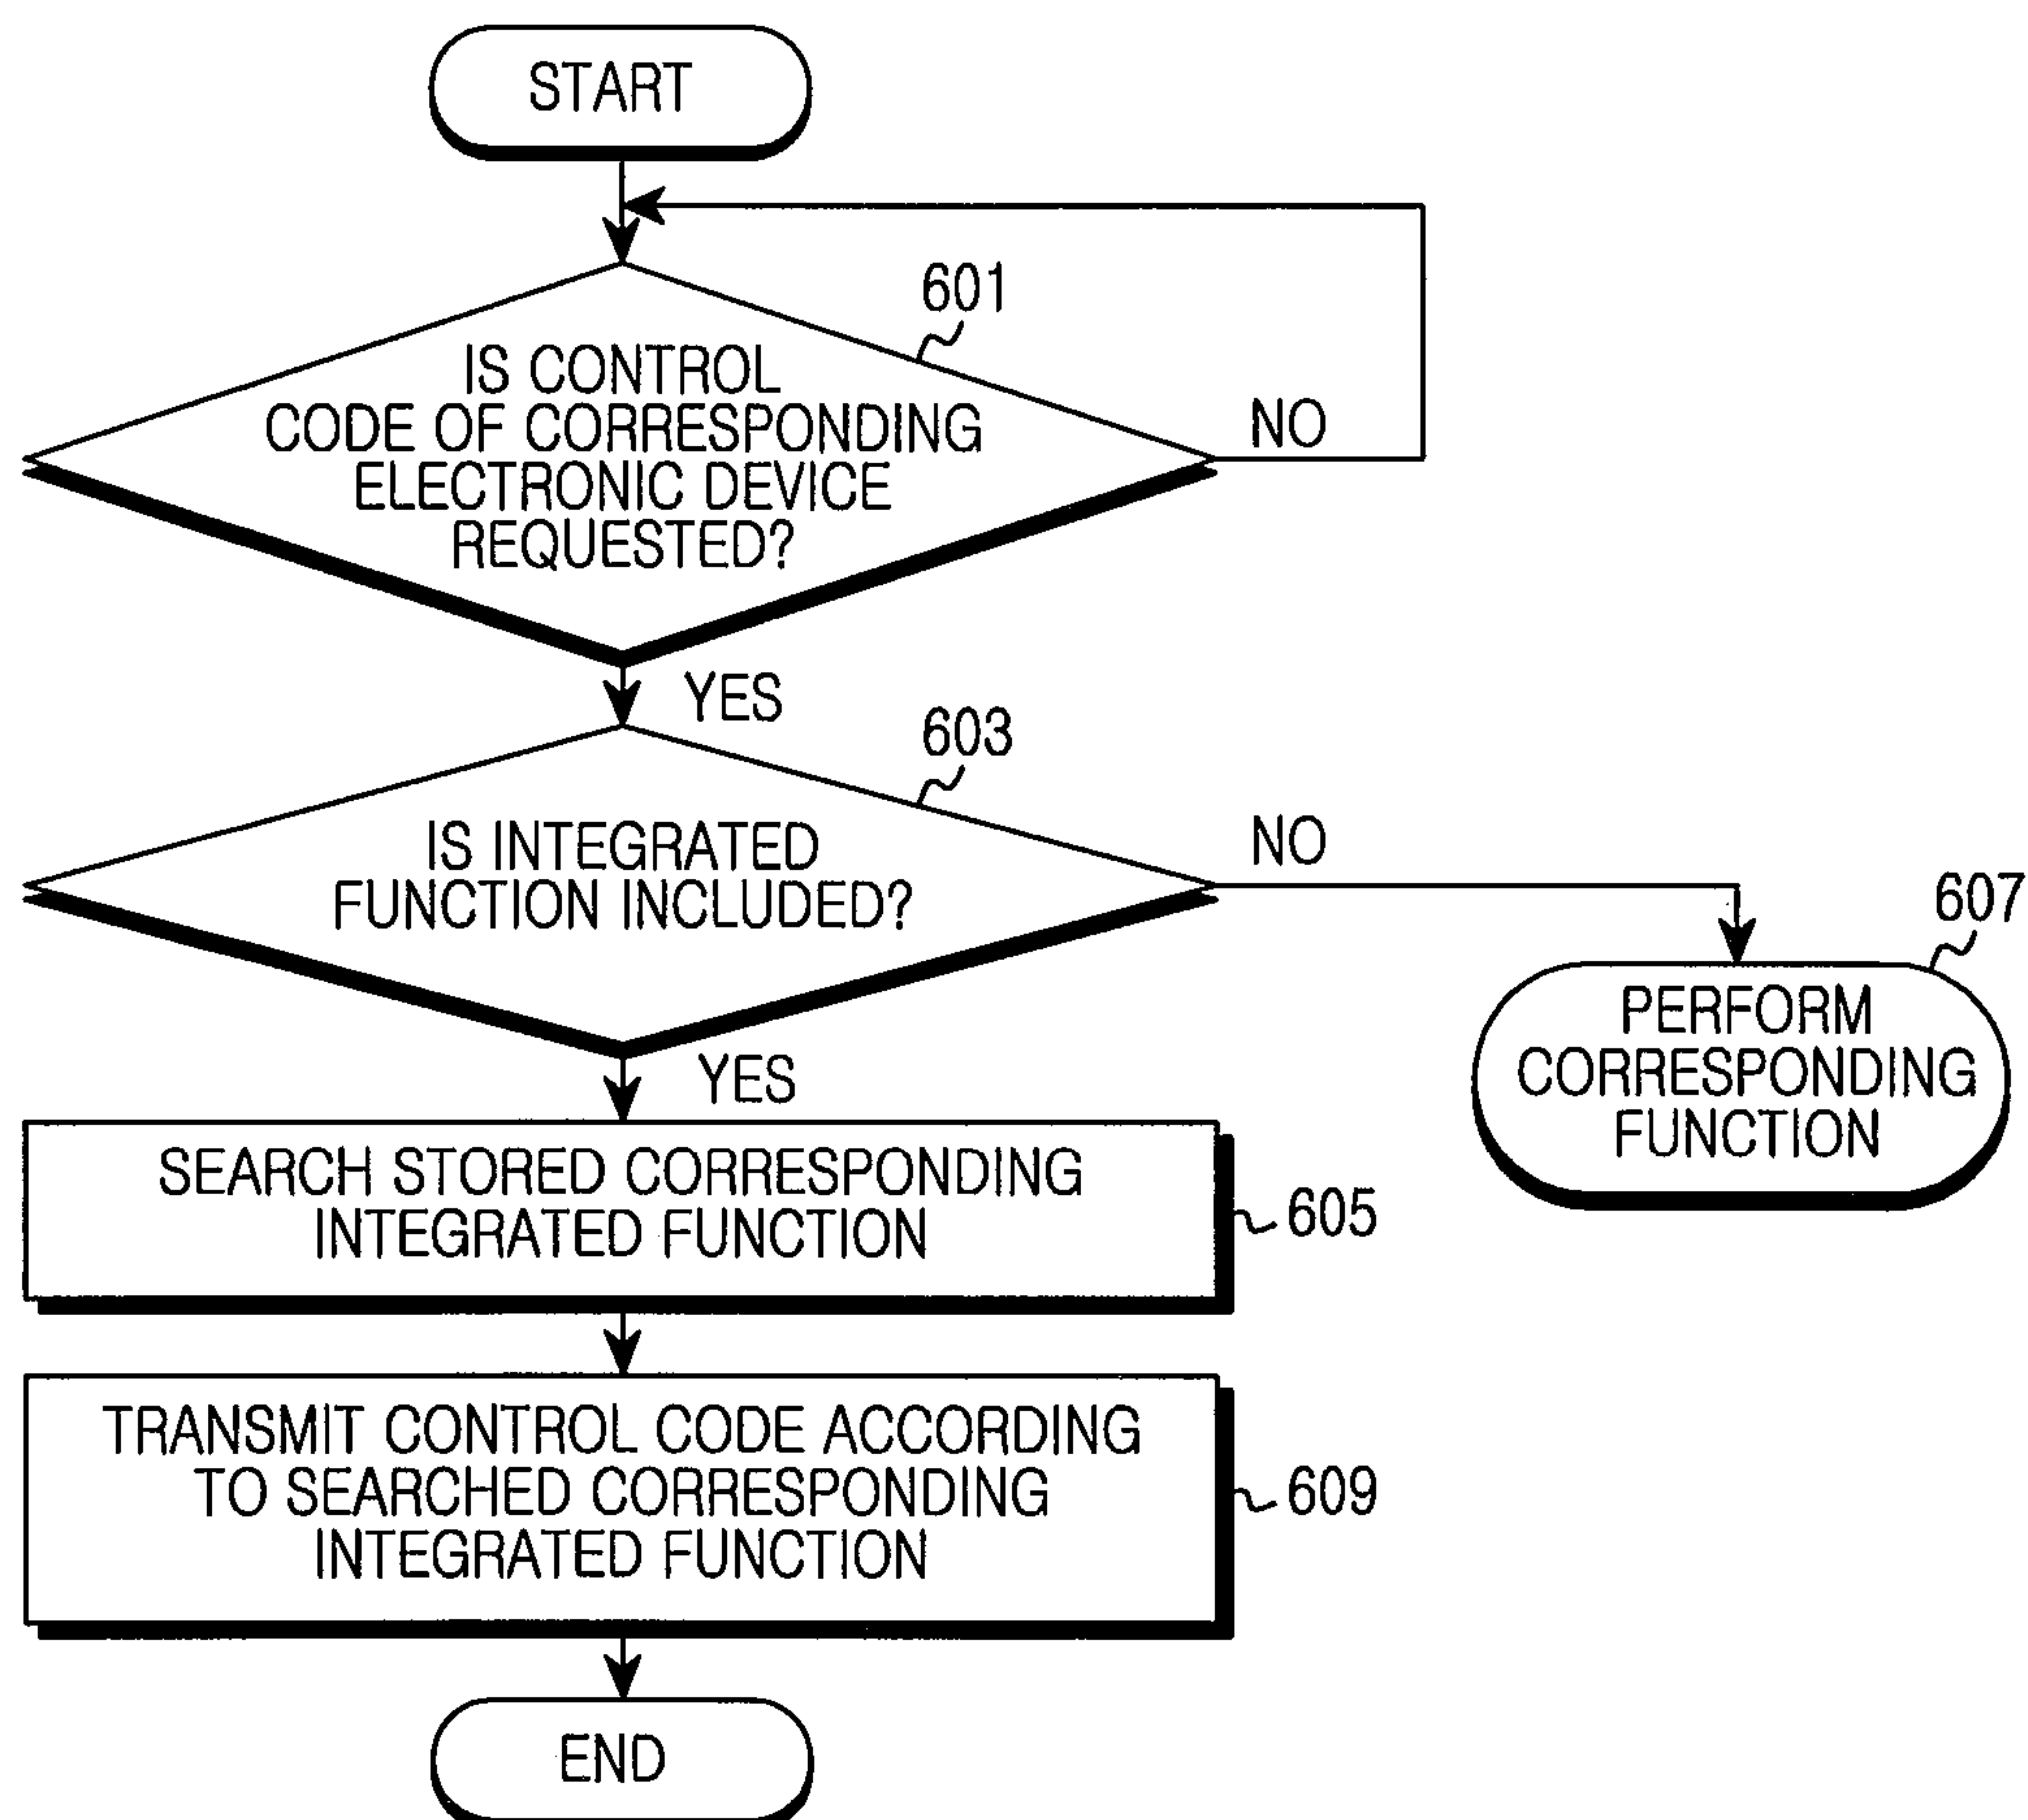 START
601
IS CONTROL
CODE OF CORRESPONDING
ELECTRONIC DEVICE
REQUESTED?
NO
YES
603
IS INTEGRATED
FUNCTION INCLUDED?
NO
607
PERFORM
CORRESPONDING
FUNCTION
YES
SEARCH STORED CORRESPONDING
INTEGRATED FUNCTION
605
TRANSMIT CONTROL CODE ACCORDING
TO SEARCHED CORRESPONDING
INTEGRATED FUNCTION
609
END